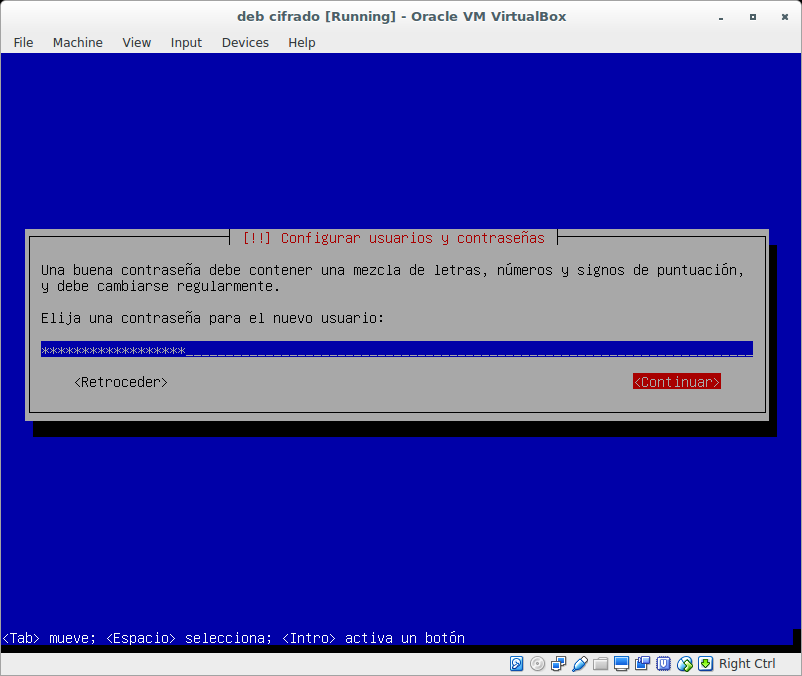 deb cifrado [Running] - Oracle VM VirtualBox
File Machine View Input Devices Help
[!!] Configurar usuarios y contraseñas
Una buena contraseña debe contener una mezcla de letras, números y signos de puntuación,
y debe cambiarse regularmente.
Elija una contraseña para el nuevo usuario:
******************_______________________________________________________________________
<Retroceder> <Continuar>
<Tab> mueve; <Espacio> selecciona; <Intro> activa un botón
Right Ctrl